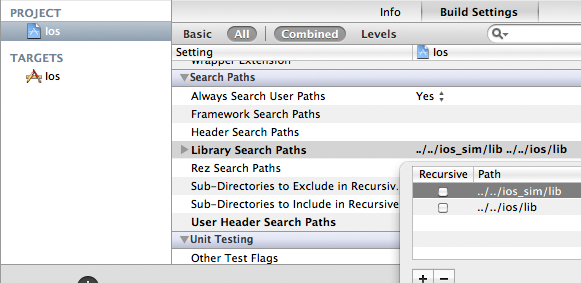 PROJECT
Ios
TARGETS
Ios
Info Build Settings
Basic All Combined Levels
Setting Ios
Wrapper Extension
Search Paths
Always Search User Paths Yes
Framework Search Paths
Header Search Paths
Library Search Paths ../../ios_sim/lib ../../ios/lib
Rez Search Paths
Sub-Directories to Exclude in Recursiv...
Sub-Directories to Include in Recursive
User Header Search Paths
Unit Testing
Other Test Flags
Recursive Path
../../ios_sim/lib
../../ios/lib
+ −